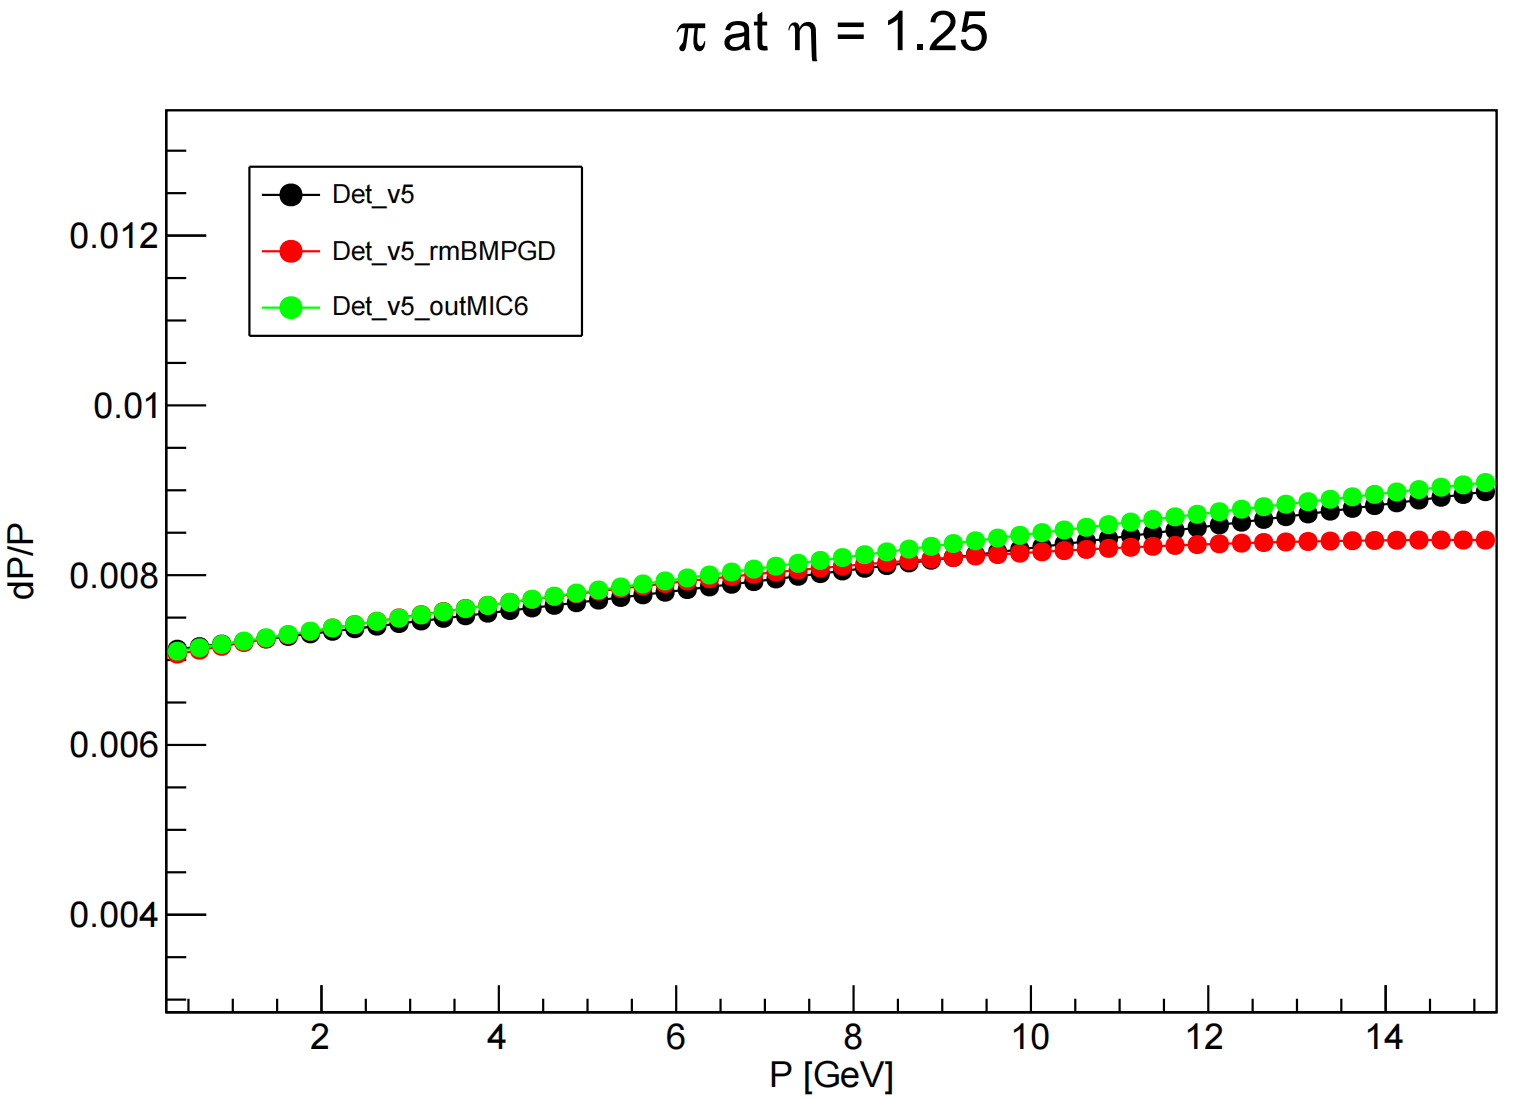 π at η = 1.25
Det_v5
Det_v5_rmBMPGD
Det_v5_outMIC6
0.012
0.01
0.008
0.006
0.004
dP/P
2 4 6 8 10 12 14
P [GeV]